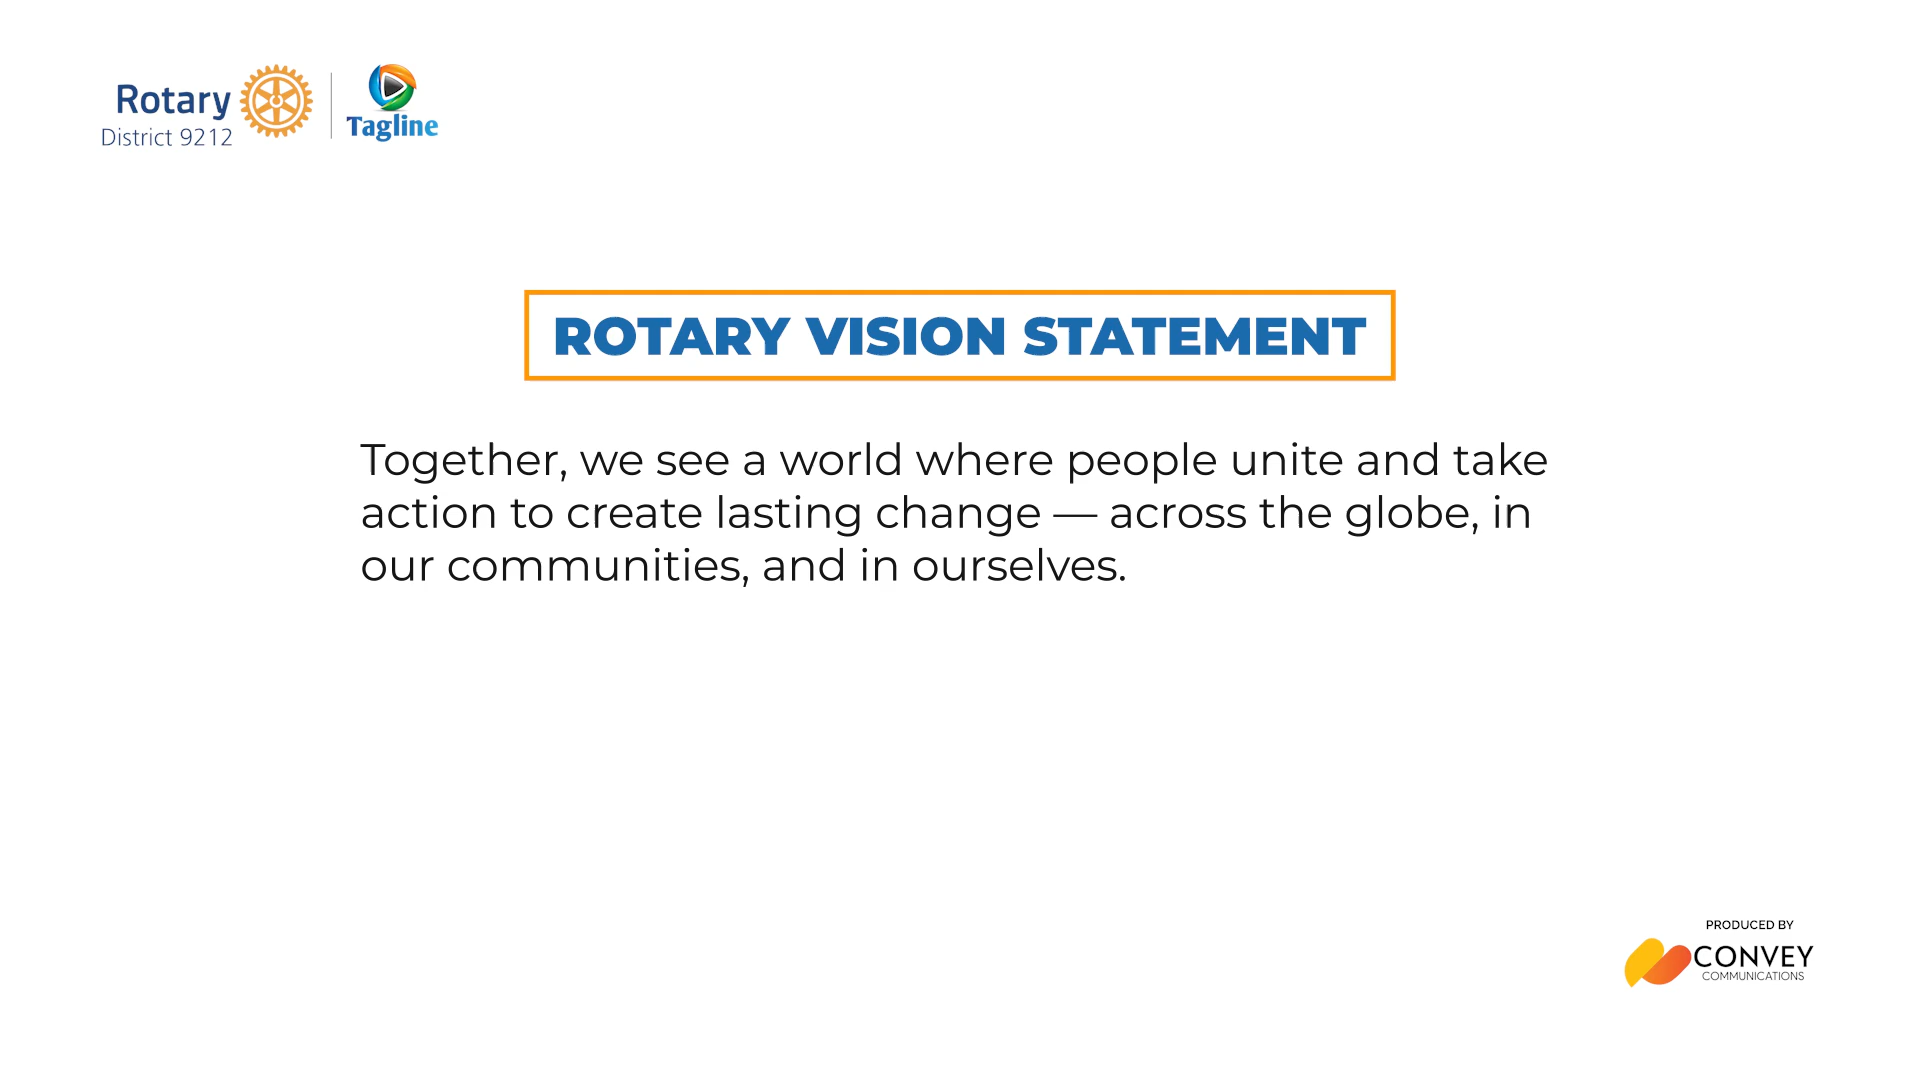 Rotary
District 9212
Tagline
ROTARY VISION STATEMENT
Together, we see a world where people unite and take
action to create lasting change — across the globe, in
our communities, and in ourselves.
PRODUCED BY
CONVEY
COMMUNICATIONS